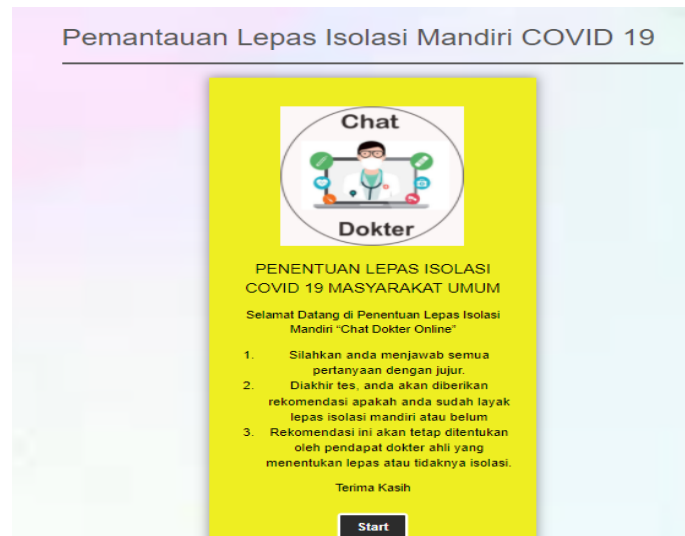 Pemantauan Lepas Isolasi Mandiri COVID 19
Chat
Dokter
PENENTUAN LEPAS ISOLASI
COVID 19 MASYARAKAT UMUM
Selamat Datang di Penentuan Lepas Isolasi
Mandiri “Chat Dokter Online”
1. Silahkan anda menjawab semua
pertanyaan dengan jujur.
2. Diakhir tes, anda akan diberikan
rekomendasi apakah anda sudah layak
lepas isolasi mandiri atau belum
3. Rekomendasi ini akan tetap ditentukan
oleh pendapat dokter ahli yang
menentukan lepas atau tidaknya isolasi.
Terima Kasih
Start